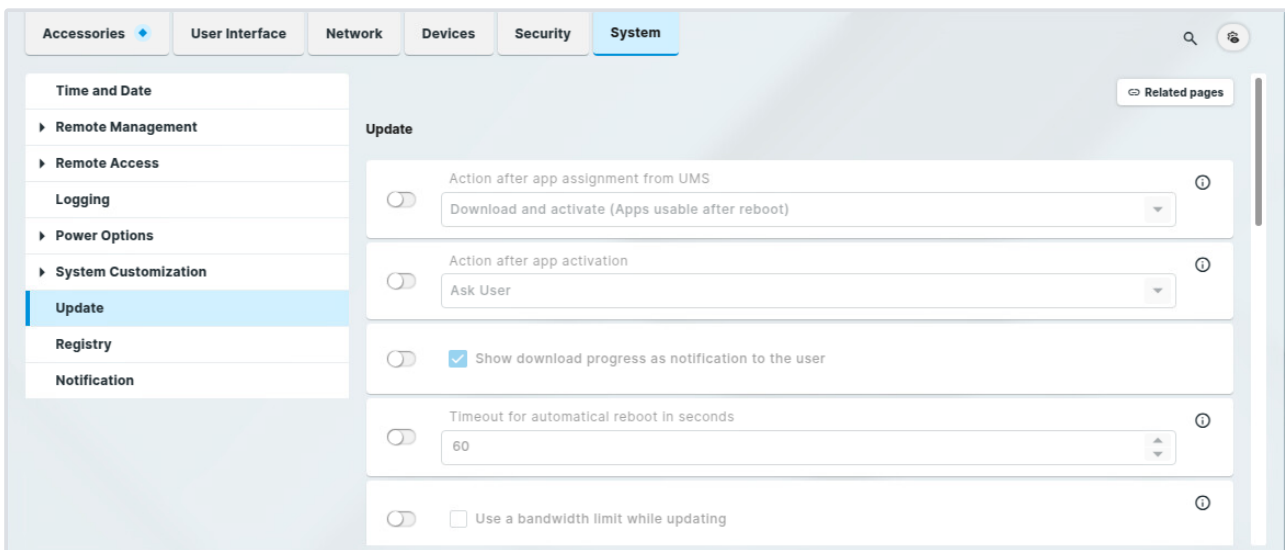 Accessories User Interface Network Devices Security System
Related pages
Time and Date
Remote Management
Remote Access
Logging
Power Options
System Customization
Update
Registry
Notification
Update
Action after app assignment from UMS
Download and activate (Apps usable after reboot)
Action after app activation
Ask User
Show download progress as notification to the user
Timeout for automatical reboot in seconds
60
Use a bandwidth limit while updating